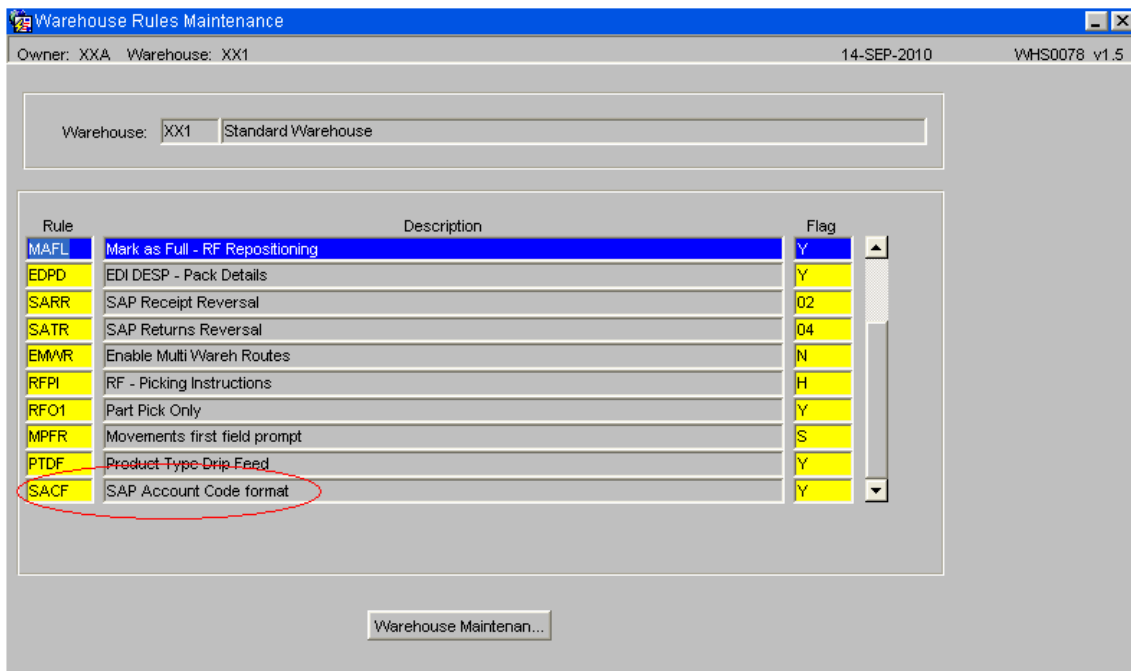 Warehouse Rules Maintenance
Owner: XXA Warehouse: XX1 14-SEP-2010 WHS0078 v1.5
Warehouse: XX1 Standard Warehouse
Rule Description Flag
MAFL Mark as Full - RF Repositioning Y
EDPD EDI DESP - Pack Details Y
SARR SAP Receipt Reversal 02
SATR SAP Returns Reversal 04
EMWR Enable Multi Wareh Routes N
RFPI RF - Picking Instructions H
RFO1 Part Pick Only Y
MPFR Movements first field prompt S
PTDF Product Type Drip Feed Y
SACF SAP Account Code format Y
Warehouse Maintenan...